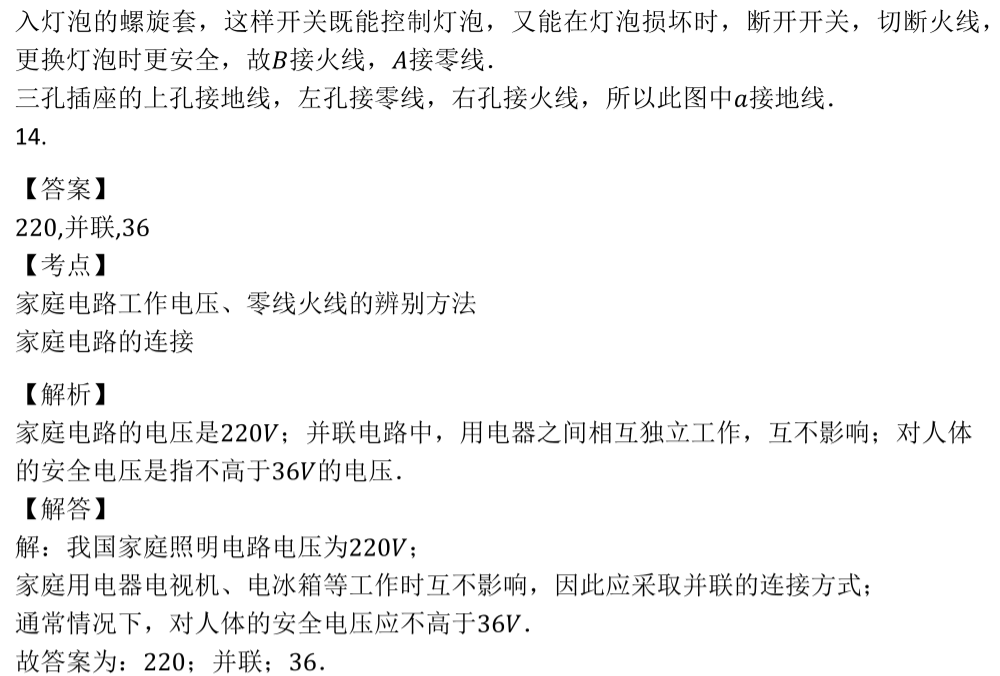 入灯泡的螺旋套，这样开关既能控制灯泡，又能在灯泡损坏时，断开开关，切断火线，
更换灯泡时更安全，故B接火线，A接零线．
三孔插座的上孔接地线，左孔接零线，右孔接火线，所以此图中a接地线．
14.
【答案】
220,并联,36
【考点】
家庭电路工作电压、零线火线的辨别方法
家庭电路的连接
【解析】
家庭电路的电压是220V；并联电路中，用电器之间相互独立工作，互不影响；对人体
的安全电压是指不高于36V的电压．
【解答】
解：我国家庭照明电路电压为220V；
家庭用电器电视机、电冰箱等工作时互不影响，因此应采取并联的连接方式；
通常情况下，对人体的安全电压应不高于36V．
故答案为：220；并联；36．